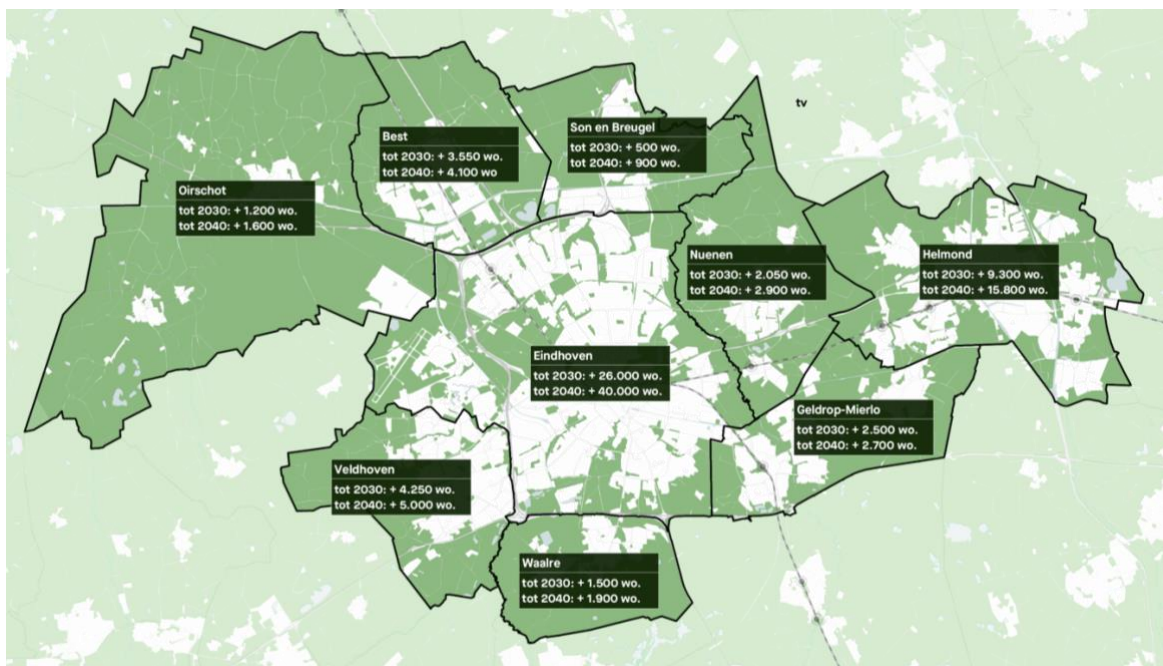 tv
Son en Breugel
tot 2030: + 500 wo.
tot 2040: + 900 wo.
Best
tot 2030: + 3.550 wo.
tot 2040: + 4.100 wo
Oirschot
tot 2030: + 1.200 wo.
tot 2040: + 1.600 wo.
Nuenen
tot 2030: + 2.050 wo.
tot 2040: + 2.900 wo.
Helmond
tot 2030: + 9.300 wo.
tot 2040: + 15.800 wo.
Eindhoven
tot 2030: + 26.000 wo.
tot 2040: + 40.000 wo.
Geldrop-Mierlo
tot 2030: + 2.500 wo.
tot 2040: + 2.700 wo.
Veldhoven
tot 2030: + 4.250 wo.
tot 2040: + 5.000 wo.
Waalre
tot 2030: + 1.500 wo.
tot 2040: + 1.900 wo.